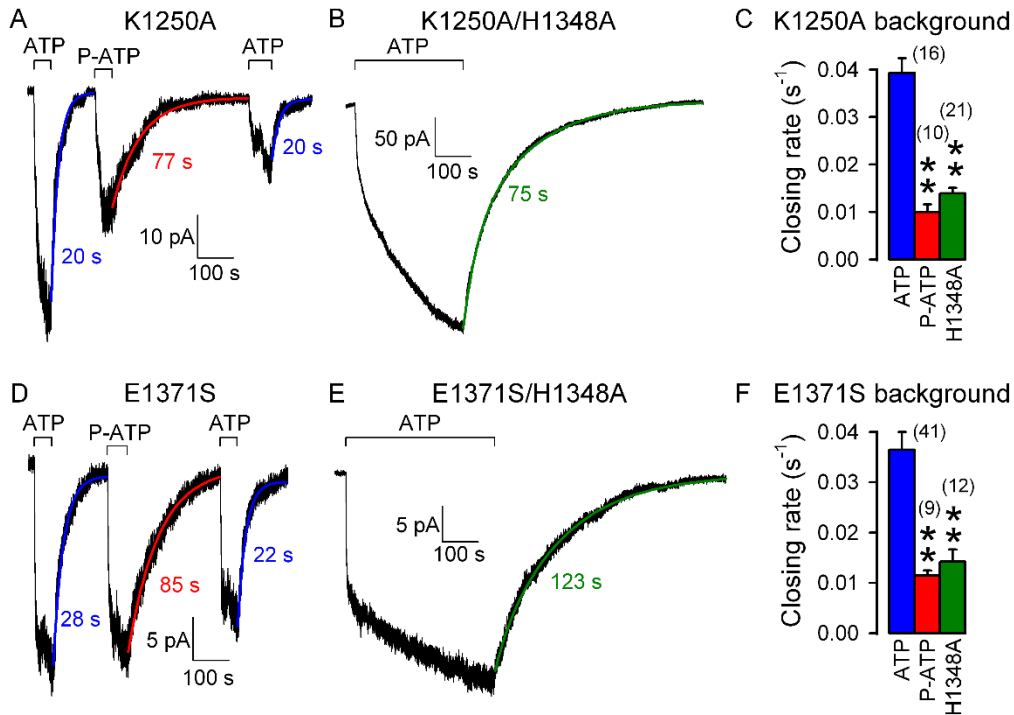 A
K1250A
ATP
P-ATP
ATP
20 s
77 s
20 s
10 pA
100 s
B
K1250A/H1348A
ATP
50 pA
100 s
75 s
C
K1250A background
Closing rate (s-1)
0.04
0.03
0.02
0.01
0.00
(16)
(10)
(21)
**
**
ATP
P-ATP
H1348A
D
E1371S
ATP
P-ATP
ATP
28 s
85 s
22 s
5 pA
100 s
E
E1371S/H1348A
ATP
5 pA
100 s
123 s
F
E1371S background
Closing rate (s-1)
0.04
0.03
0.02
0.01
0.00
(41)
(9)
(12)
**
**
ATP
P-ATP
H1348A